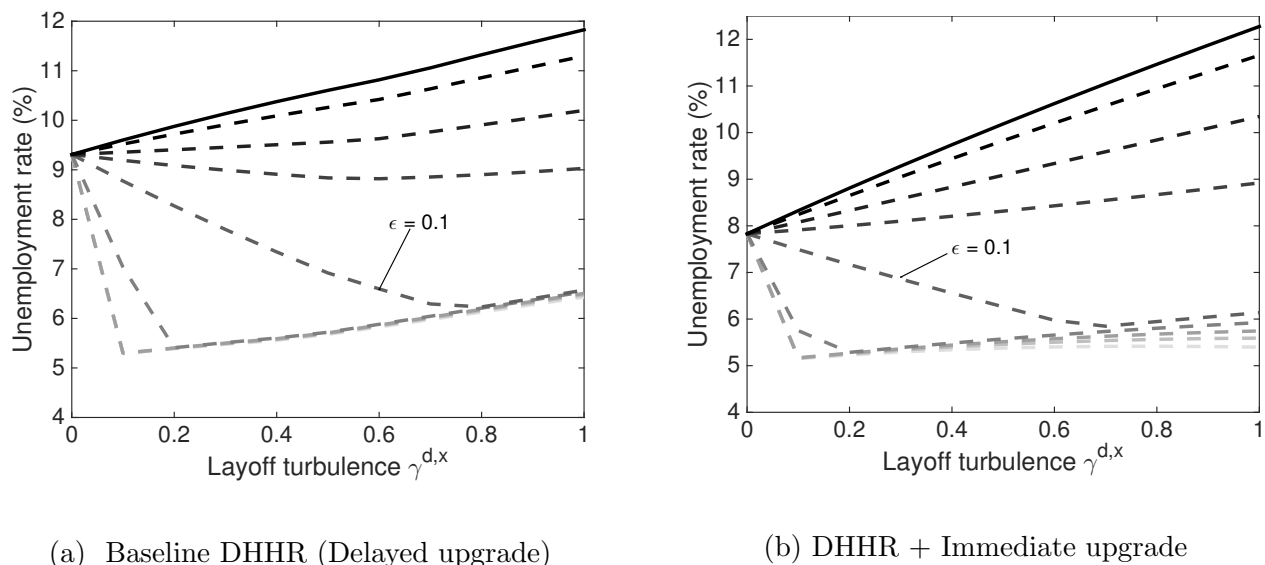 12
11
10
9
8
7
6
5
4
Unemployment rate (%)
ϵ = 0.1
0 0.2 0.4 0.6 0.8 1
Layoff turbulence γ^{d,x}
(a) Baseline DHHR (Delayed upgrade)
12
11
10
9
8
7
6
5
4
Unemployment rate (%)
ϵ = 0.1
0 0.2 0.4 0.6 0.8 1
Layoff turbulence γ^{d,x}
(b) DHHR + Immediate upgrade